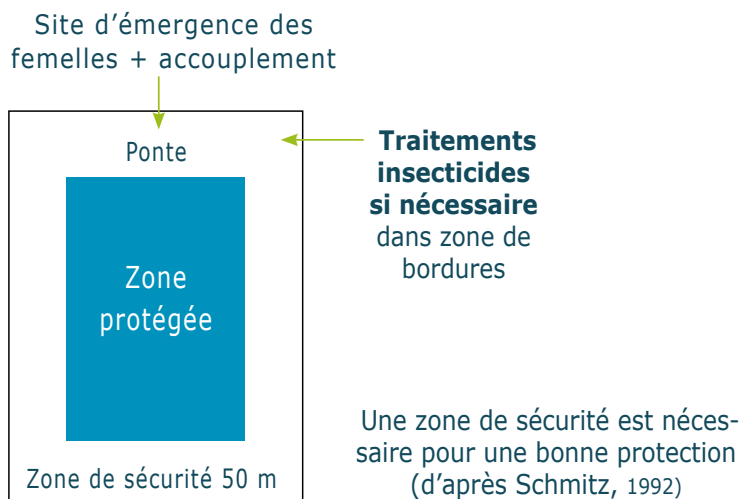 Site d'émergence des
femelles + accouplement
Ponte
Traitements
insecticides
si nécessaire
dans zone de
bordures
Zone
protégée
Zone de sécurité 50 m
Une zone de sécurité est néces-
saire pour une bonne protection
(d'après Schmitz, 1992)